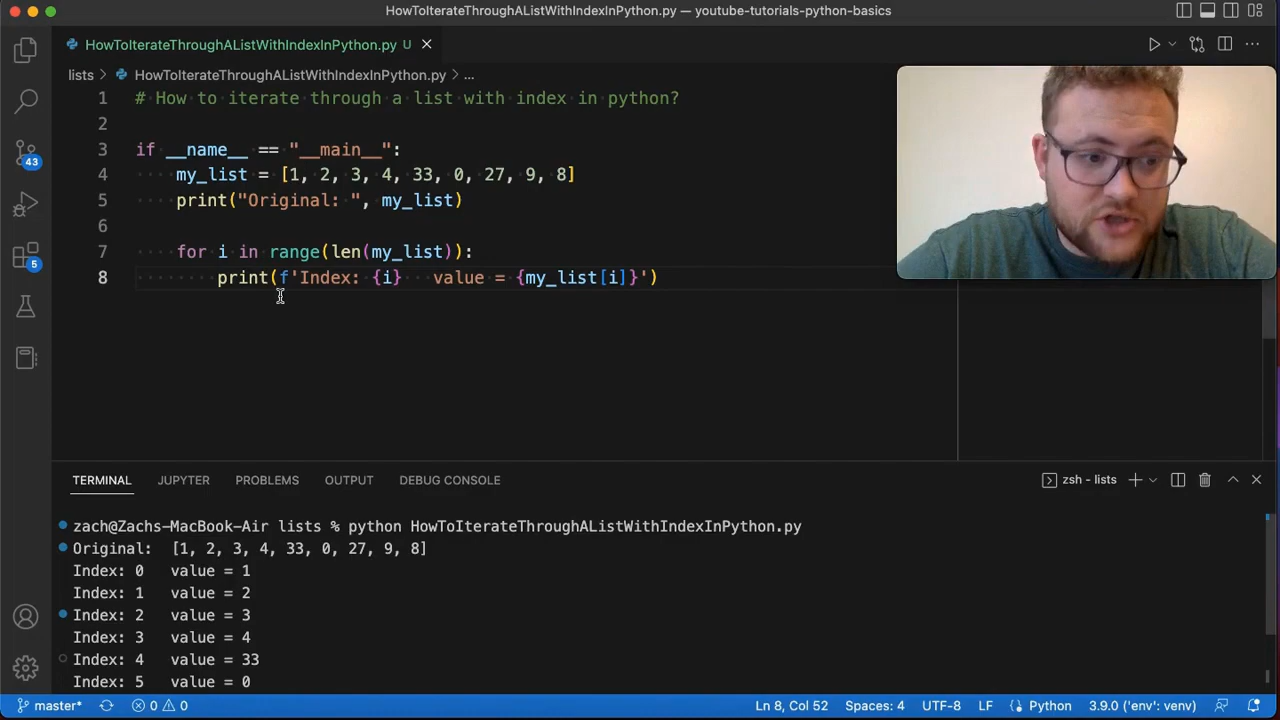 HowToIterateThroughAListWithIndexInPython.py — youtube-tutorials-python-basics
HowToIterateThroughAListWithIndexInPython.py U
lists > HowToIterateThroughAListWithIndexInPython.py > ...
1 # How to iterate through a list with index in python?
2
3 if __name__ == "__main__":
4 my_list = [1, 2, 3, 4, 33, 0, 27, 9, 8]
5 print("Original: ", my_list)
6
7 for i in range(len(my_list)):
8 print(f'Index: {i}   value = {my_list[i]}')
43
5
TERMINAL JUPYTER PROBLEMS OUTPUT DEBUG CONSOLE zsh - lists
zach@Zachs-MacBook-Air lists % python HowToIterateThroughAListWithIndexInPython.py
Original:  [1, 2, 3, 4, 33, 0, 27, 9, 8]
Index: 0   value = 1
Index: 1   value = 2
Index: 2   value = 3
Index: 3   value = 4
Index: 4   value = 33
Index: 5   value = 0
master* 0 0 Ln 8, Col 52 Spaces: 4 UTF-8 LF Python 3.9.0 ('env': venv)